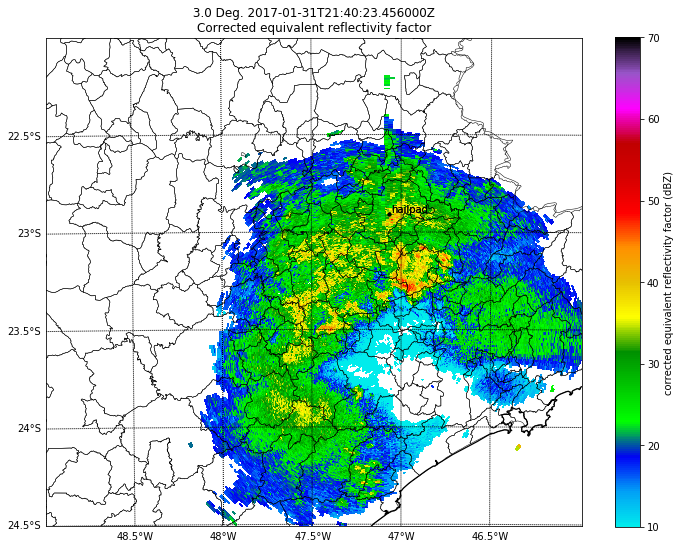 3.0 Deg. 2017-01-31T21:40:23.456000Z
Corrected equivalent reflectivity factor
70
60
50
40
30
20
10
corrected equivalent reflectivity factor (dBZ)
22.5°S
23°S
23.5°S
24°S
24.5°S
48.5°W
48°W
47.5°W
47°W
46.5°W